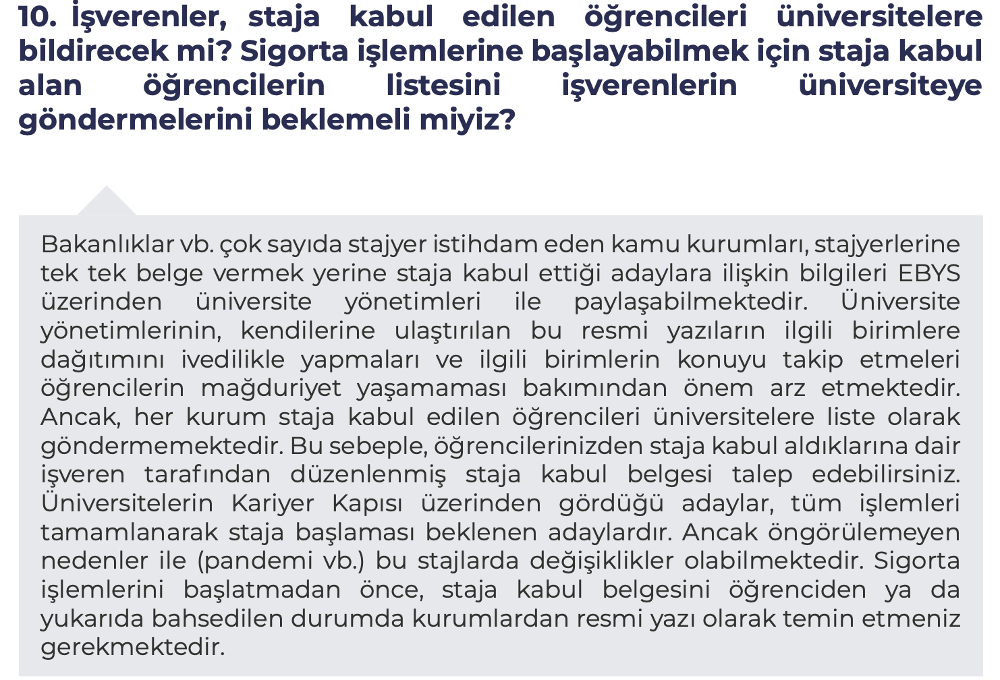 10. İşverenler, staja kabul edilen öğrencileri üniversitelere
bildirecek mi? Sigorta işlemlerine başlayabilmek için staja kabul
alan öğrencilerin listesini işverenlerin üniversiteye
göndermelerini beklemeli miyiz?
Bakanlıklar vb. çok sayıda stajyer istihdam eden kamu kurumları, stajyerlerine
tek tek belge vermek yerine staja kabul ettiği adaylara ilişkin bilgileri EBYS
üzerinden üniversite yönetimleri ile paylaşabilmektedir. Üniversite
yönetimlerinin, kendilerine ulaştırılan bu resmi yazıların ilgili birimlere
dağıtımını ivedilikle yapmaları ve ilgili birimlerin konuyu takip etmeleri
öğrencilerin mağduriyet yaşamaması bakımından önem arz etmektedir.
Ancak, her kurum staja kabul edilen öğrencileri üniversitelere liste olarak
göndermemektedir. Bu sebeple, öğrencilerinizden staja kabul aldıklarına dair
işveren tarafından düzenlenmiş staja kabul belgesi talep edebilirsiniz.
Üniversitelerin Kariyer Kapısı üzerinden gördüğü adaylar, tüm işlemleri
tamamlanarak staja başlaması beklenen adaylardır. Ancak öngörülemeyen
nedenler ile (pandemi vb.) bu stajlarda değişiklikler olabilmektedir. Sigorta
işlemlerini başlatmadan önce, staja kabul belgesini öğrenciden ya da
yukarıda bahsedilen durumda kurumlardan resmi yazı olarak temin etmeniz
gerekmektedir.